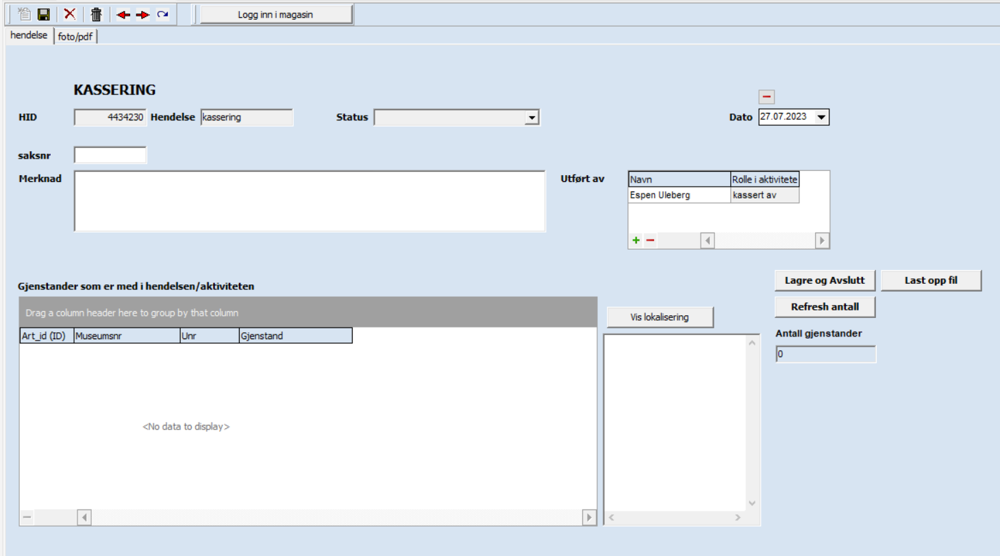 Logg inn i magasin
hendelse foto/pdf
KASSERING
HID 4434230 Hendelse kassering Status Dato 27.07.2023
saksnr
Merknad Utført av Navn Rolle i aktivitete
Espen Uleberg kassert av
Gjenstander som er med i hendelsen/aktiviteten
Lagre og Avslutt Last opp fil
Drag a column header here to group by that column
Vis lokalisering
Refresh antall
Art_id (ID) Museumsnr Unr Gjenstand
Antall gjenstander
0
<No data to display>